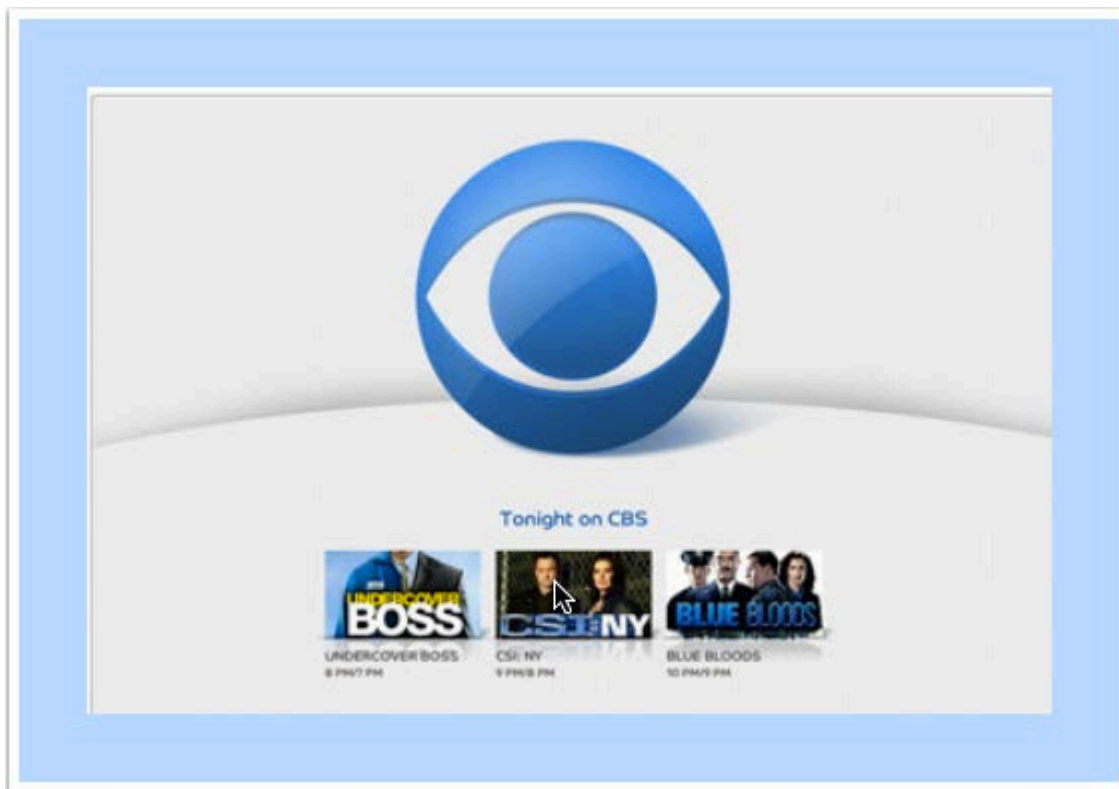 Tonight on CBS
UNDERCOVER
BOSS
CSI: NY
BLUE BLOODS
UNDERCOVER BOSS
CSI: NY
BLUE BLOODS
8 PM/7 PM
9 PM/8 PM
10 PM/9 PM